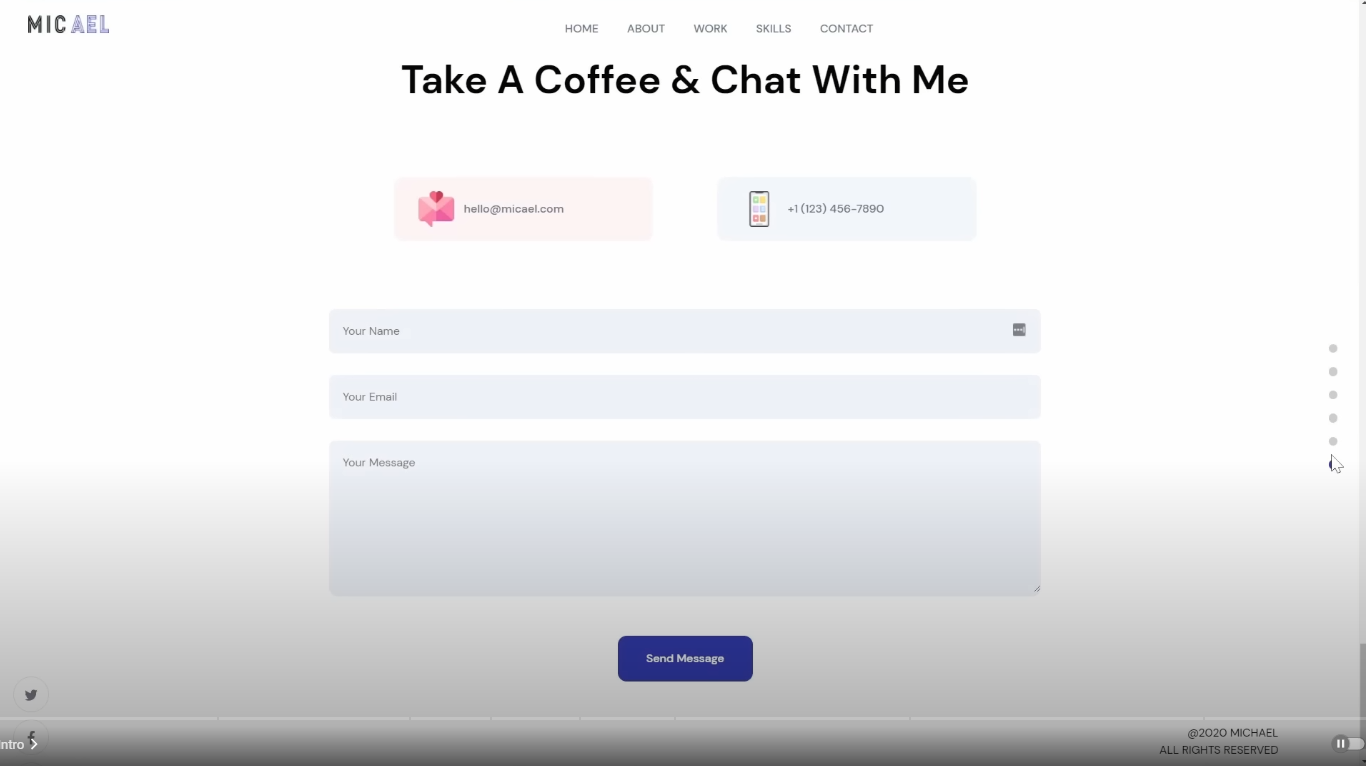 MICAEL
HOME ABOUT WORK SKILLS CONTACT
Take A Coffee & Chat With Me
hello@micael.com
+1 (123) 456-7890
Your Name
Your Email
Your Message
Send Message
Intro
@2020 MICHAEL
ALL RIGHTS RESERVED